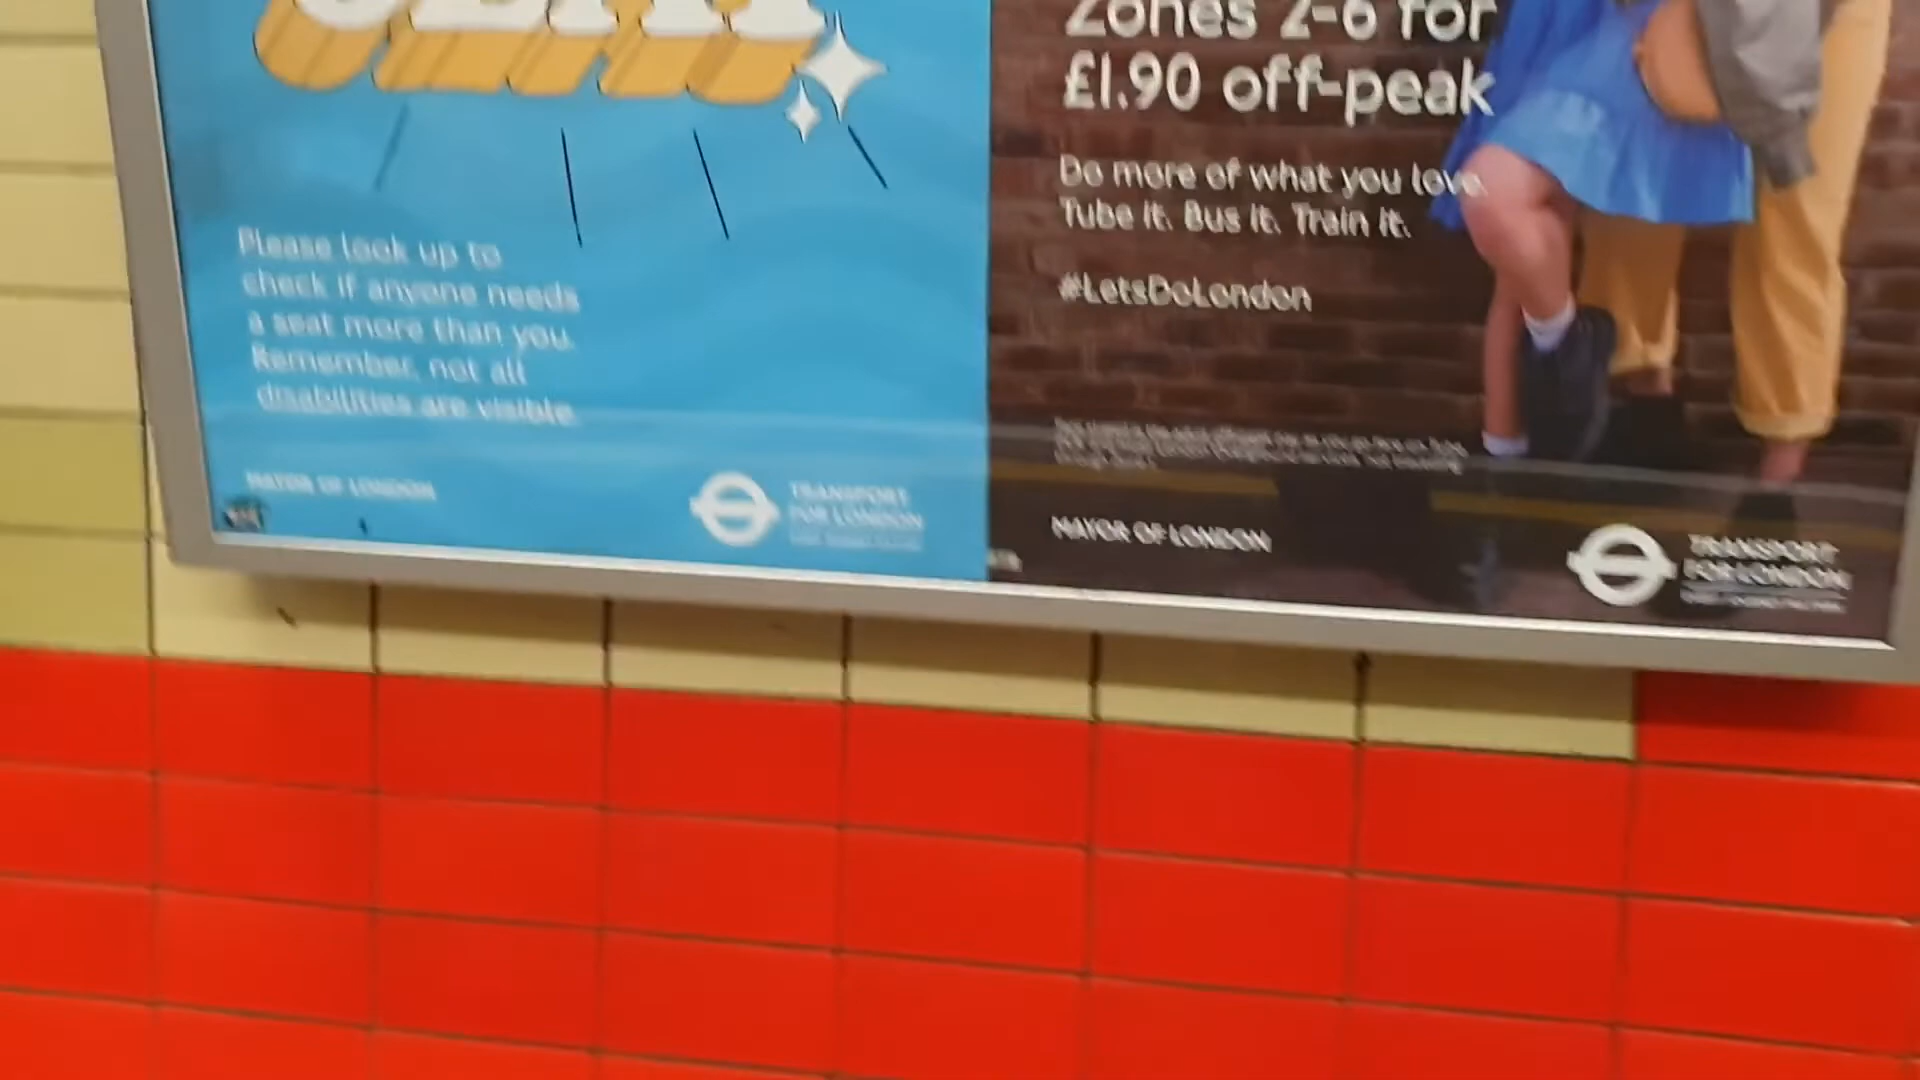 SEAT
Please look up to
check if anyone needs
a seat more than you.
Remember, not all
disabilities are visible.
MAYOR OF LONDON
TRANSPORT
FOR LONDON
Zones 2-6 for
£1.90 off-peak
Do more of what you love.
Tube it. Bus it. Train it.
#LetsDoLondon
MAYOR OF LONDON
TRANSPORT
FOR LONDON